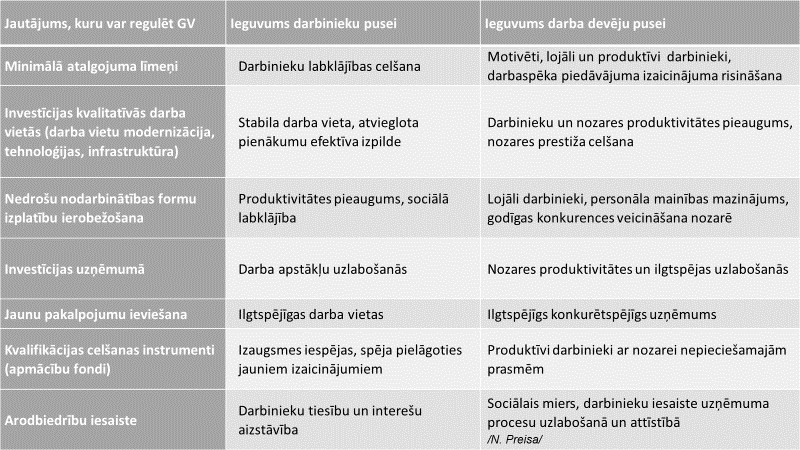 Jautājums, kuru var regulēt GV
Ieguvums darbinieku pusei
Ieguvums darba devēju pusei
Minimālā atalgojuma līmeņi
Darbinieku labklājības celšana
Motivēti, lojāli un produktīvi darbinieki,
darbaspēka piedāvājuma izaicinājuma risināšana
Investīcijas kvalitatīvās darba
vietās (darba vietu modernizācija,
tehnoloģijas, infrastruktūra)
Stabila darba vieta, atvieglota
pienākumu efektīva izpilde
Darbinieku un nozares produktivitātes pieaugums,
nozares prestiža celšana
Nedrošu nodarbinātības formu
izplatību ierobežošana
Produktivitātes pieaugums, sociālā
labklājība
Lojāli darbinieki, personāla mainības mazinājums,
godīgas konkurences veicināšana nozarē
Investīcijas uzņēmumā
Darba apstākļu uzlabošanās
Nozares produktivitātes un ilgtspējas uzlabošanās
Jaunu pakalpojumu ieviešana
Ilgtspējīgas darba vietas
Ilgtspējīgs konkurētspējīgs uzņēmums
Kvalifikācijas celšanas instrumenti
(apmācību fondi)
Izaugsmes iespējas, spēja pielāgoties
jauniem izaicinājumiem
Produktīvi darbinieki ar nozarei nepieciešamajām
prasmēm
Arodbiedrību iesaiste
Darbinieku tiesību un interešu
aizstāvība
Sociālais miers, darbinieku iesaiste uzņēmuma
procesu uzlabošanā un attīstībā
/N. Preisa/